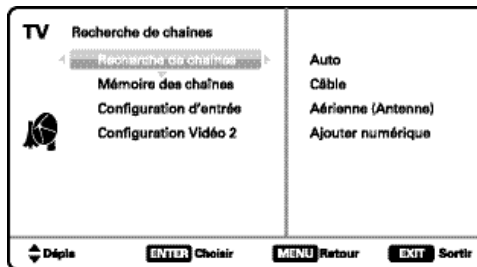 TV Recherche de chaînes
Recherche de chaînes
Mémoire des chaînes
Configuration d'entrée
Configuration Vidéo 2
Auto
Câble
Aérienne (Antenne)
Ajouter numérique
Dépla ENTER Choisir MENU Retour EXIT Sortir